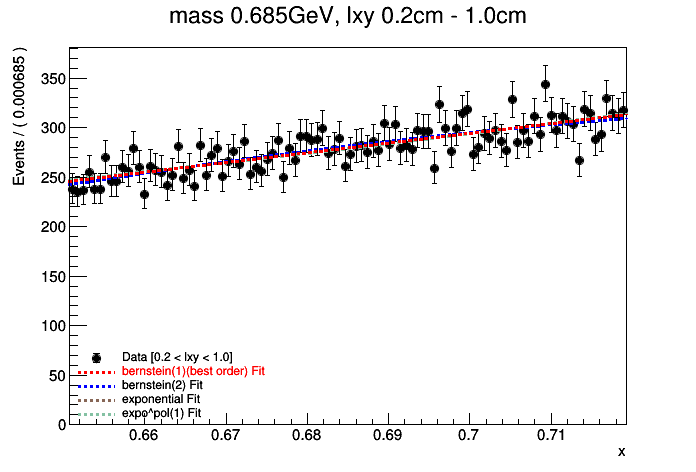 mass 0.685GeV, lxy 0.2cm - 1.0cm
Events / ( 0.000685 )
350
300
250
200
150
100
50
0
Data [0.2 < lxy < 1.0]
bernstein(1)(best order) Fit
bernstein(2) Fit
exponential Fit
expo^pol(1) Fit
0.66 0.67 0.68 0.69 0.7 0.71
x